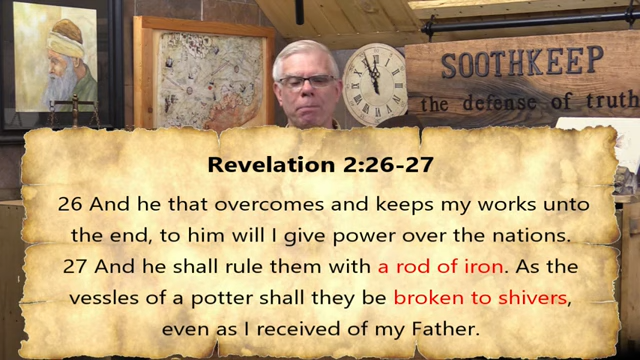 SOOTHKEEP
the defense of truth
Revelation 2:26-27
26 And he that overcomes and keeps my works unto
the end, to him will I give power over the nations.
27 And he shall rule them with a rod of iron. As the
vessles of a potter shall they be broken to shivers,
even as I received of my Father.